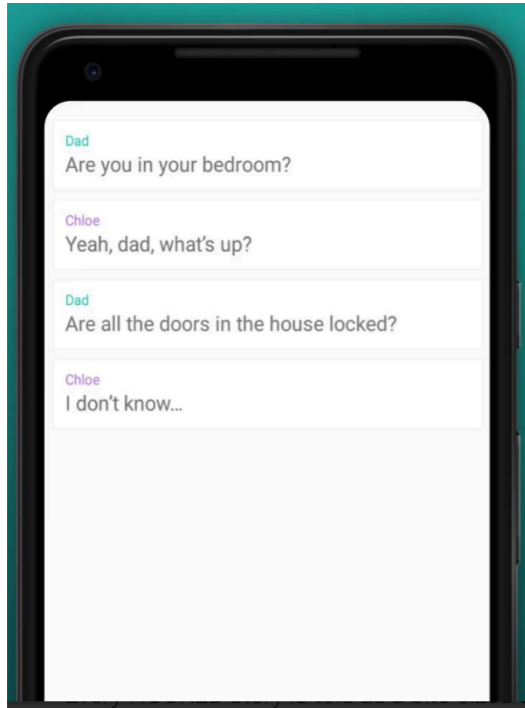 Dad
Are you in your bedroom?
Chloe
Yeah, dad, what's up?
Dad
Are all the doors in the house locked?
Chloe
I don't know...